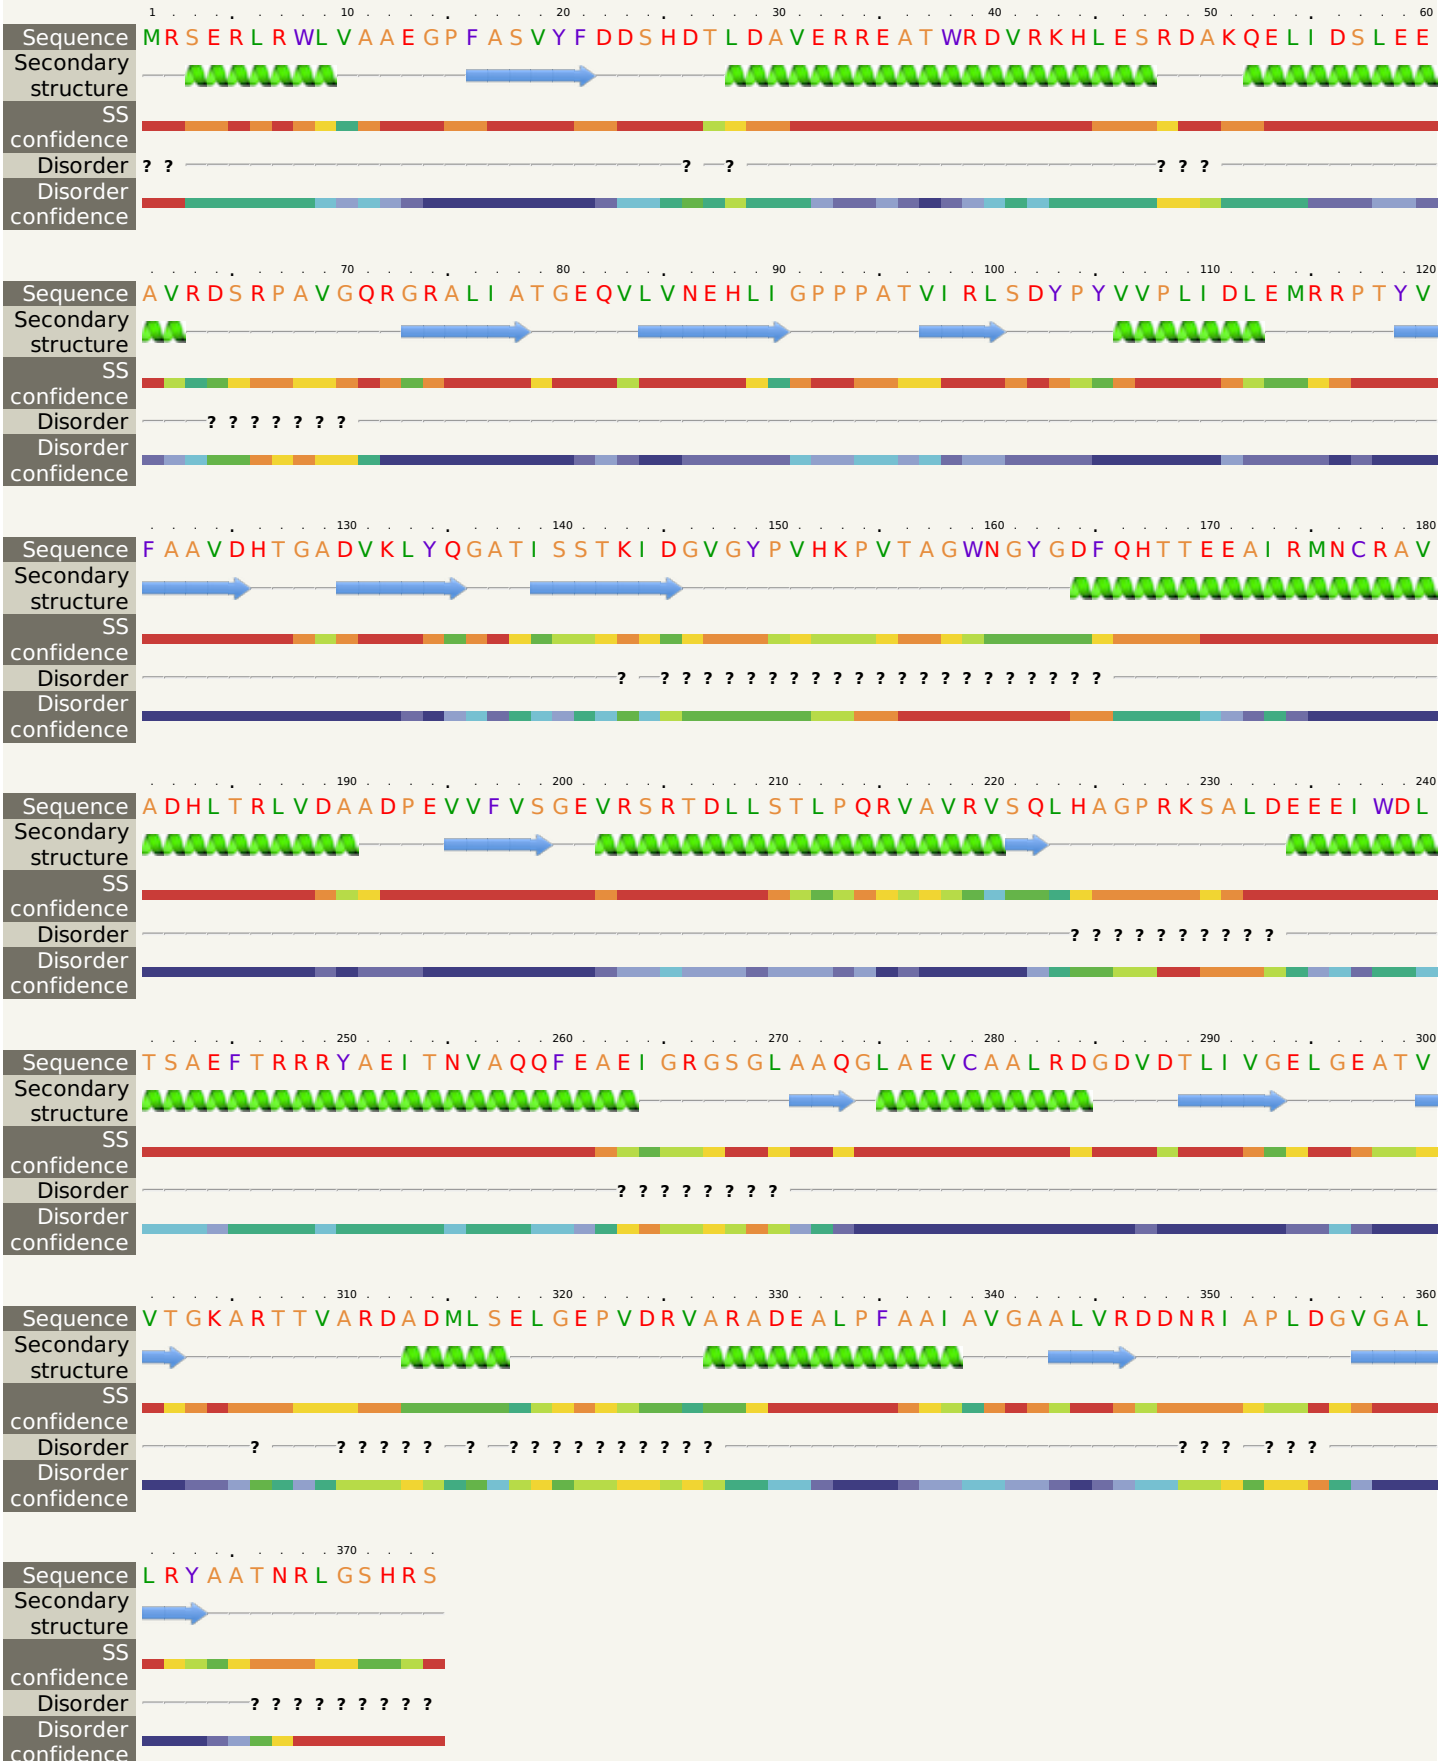 1 10 20 30 40 50 60
Sequence M R S E R L R W L V A A E G P F A S V Y F D D S H D T L D A V E R R E A T W R D V R K H L E S R D A K Q E L I D S L E E
Secondary
structure
SS
confidence
Disorder ? ? ? ? ? ? ?
Disorder
confidence
70 80 90 100 110 120
Sequence A V R D S R P A V G Q R G R A L I A T G E Q V L V N E H L I G P P P A T V I R L S D Y P Y V V P L I D L E M R R P T Y V
Secondary
structure
SS
confidence
Disorder ? ? ? ? ? ? ?
Disorder
confidence
130 140 150 160 170 180
Sequence F A A V D H T G A D V K L Y Q G A T I S S T K I D G V G Y P V H K P V T A G W N G Y G D F Q H T T E E A I R M N C R A V
Secondary
structure
SS
confidence
Disorder ? ? ? ? ? ? ? ? ? ? ? ? ? ? ? ? ? ? ? ? ? ?
Disorder
confidence
190 200 210 220 230 240
Sequence A D H L T R L V D A A D P E V V F V S G E V R S R T D L L S T L P Q R V A V R V S Q L H A G P R K S A L D E E E I W D L
Secondary
structure
SS
confidence
Disorder ? ? ? ? ? ? ? ? ? ?
Disorder
confidence
250 260 270 280 290 300
Sequence T S A E F T R R R Y A E I T N V A Q Q F E A E I G R G S G L A A Q G L A E V C A A L R D G D V D T L I V G E L G E A T V
Secondary
structure
SS
confidence
Disorder ? ? ? ? ? ? ? ?
Disorder
confidence
310 320 330 340 350 360
Sequence V T G K A R T T V A R D A D M L S E L G E P V D R V A R A D E A L P F A A I A V G A A L V R D D N R I A P L D G V G A L
Secondary
structure
SS
confidence
Disorder ? ? ? ? ? ? ? ? ? ? ? ? ? ? ? ? ? ? ? ? ? ? ?
Disorder
confidence
370
Sequence L R Y A A T N R L G S H R S
Secondary
structure
SS
confidence
Disorder ? ? ? ? ? ? ? ? ?
Disorder
confidence